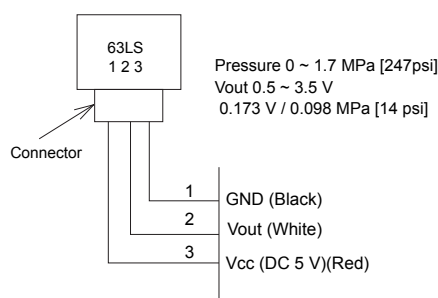 63LS
1 2 3
Pressure 0 ~ 1.7 MPa [247psi]
Vout 0.5 ~ 3.5 V
0.173 V / 0.098 MPa [14 psi]
Connector
1 GND (Black)
2 Vout (White)
3 Vcc (DC 5 V)(Red)